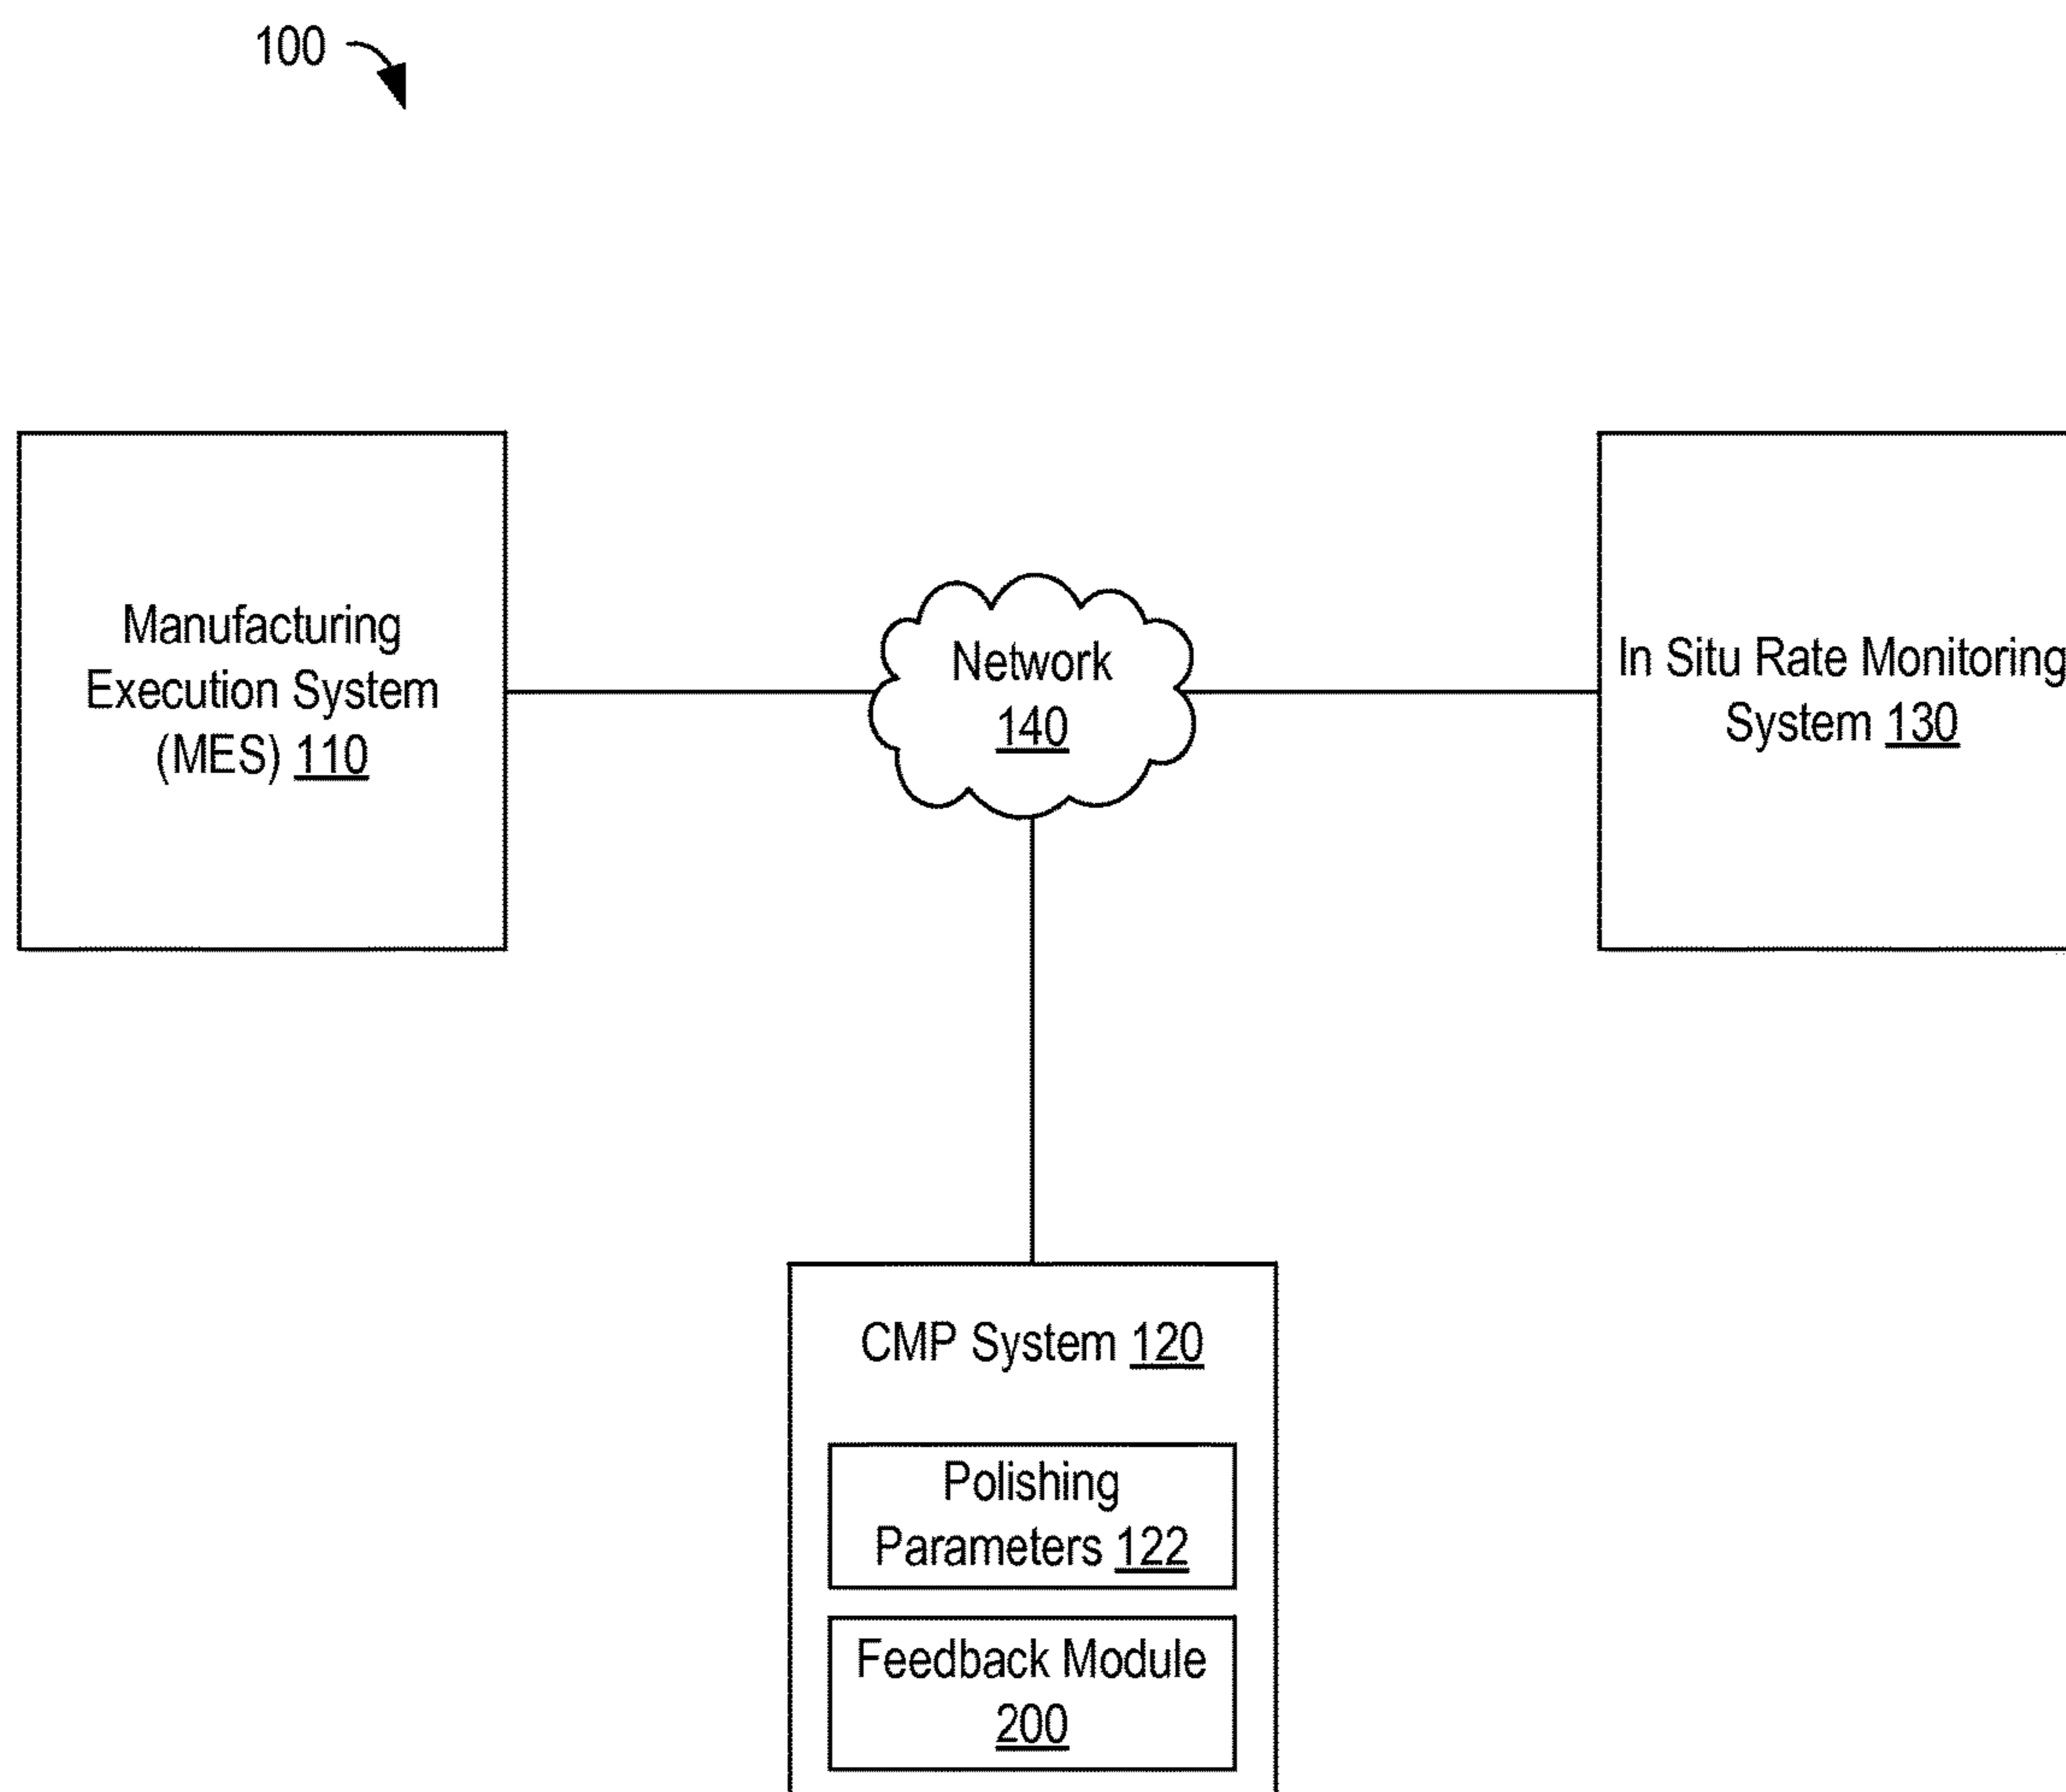 100
Manufacturing
Execution System
(MES) 110
Network
140
In Situ Rate Monitoring
System 130
CMP System 120
Polishing
Parameters 122
Feedback Module
200